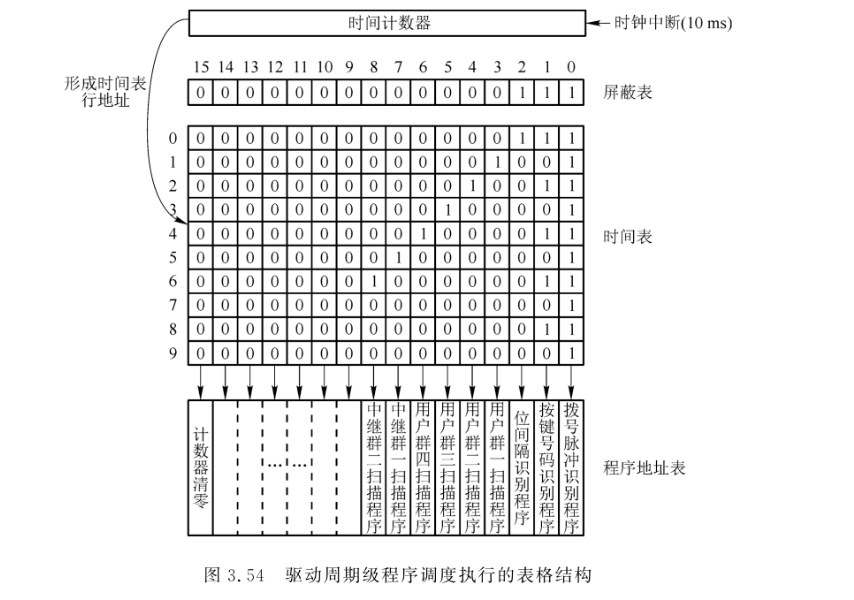 时间计数器
时钟中断(10 ms)
形成时间表
行地址
15 14 13 12 11 10 9 8 7 6 5 4 3 2 1 0
0 0 0 0 0 0 0 0 0 0 0 0 0 1 1 1
屏蔽表
0 0 0 0 0 0 0 0 0 0 0 0 0 0 1 1 1
1 0 0 0 0 0 0 0 0 0 0 0 0 1 0 0 1
2 0 0 0 0 0 0 0 0 0 0 0 1 0 0 1 1
3 0 0 0 0 0 0 0 0 0 0 1 0 0 0 0 1
4 0 0 0 0 0 0 0 0 0 1 0 0 0 0 1 1
5 0 0 0 0 0 0 0 0 1 0 0 0 0 0 0 1
6 0 0 0 0 0 0 0 1 0 0 0 0 0 0 1 1
7 0 0 0 0 0 0 0 0 0 0 0 0 0 0 0 1
8 0 0 0 0 0 0 0 0 0 0 0 0 0 0 1 1
9 0 0 0 0 0 0 0 0 0 0 0 0 0 0 0 1
时间表
计数器清零
……
中继群二扫描程序
中继群一扫描程序
用户群四扫描程序
用户群三扫描程序
用户群二扫描程序
用户群一扫描程序
位间隔识别程序
按键号码识别程序
拨号脉冲识别程序
程序地址表
图 3.54 驱动周期级程序调度执行的表格结构